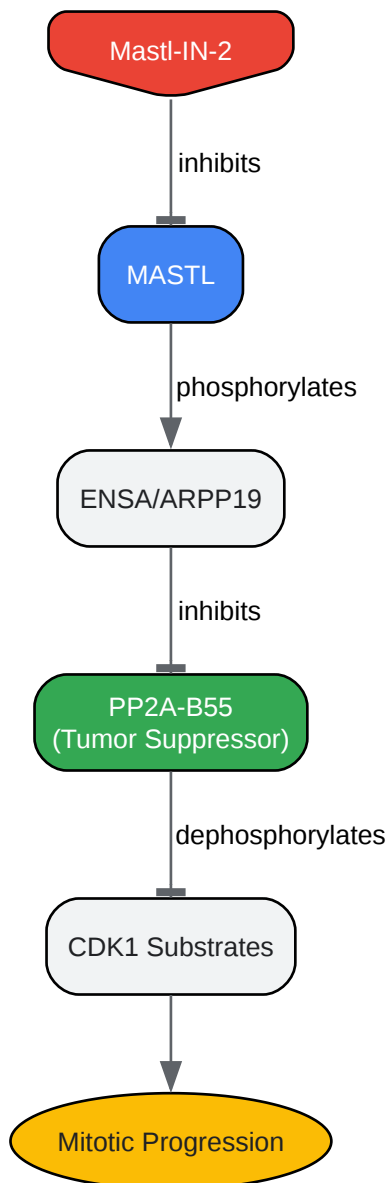 Mastl-IN-2
inhibits
MASTL
phosphorylates
ENSA/ARPP19
inhibits
PP2A-B55
(Tumor Suppressor)
dephosphorylates
CDK1 Substrates
Mitotic Progression